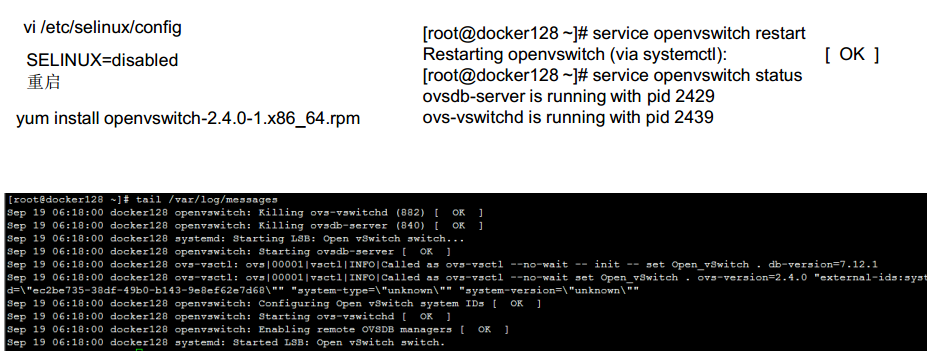 vi /etc/selinux/config
SELINUX=disabled
重启
yum install openvswitch-2.4.0-1.x86_64.rpm
[root@docker128 ~]# service openvswitch restart
Restarting openvswitch (via systemctl): [ OK ]
[root@docker128 ~]# service openvswitch status
ovsdb-server is running with pid 2429
ovs-vswitchd is running with pid 2439
[root@docker128 ~]# tail /var/log/messages
Sep 19 06:18:00 docker128 openvswitch: Killing ovs-vswitchd (882) [ OK ]
Sep 19 06:18:00 docker128 openvswitch: Killing ovsdb-server (840) [ OK ]
Sep 19 06:18:00 docker128 systemd: Starting LSB: Open vSwitch switch...
Sep 19 06:18:00 docker128 openvswitch: Starting ovsdb-server [ OK ]
Sep 19 06:18:00 docker128 ovs-vsctl: ovs|00001|vsctl|INFO|Called as ovs-vsctl --no-wait -- init -- set Open_vSwitch . db-version=7.12.1
Sep 19 06:18:00 docker128 ovs-vsctl: ovs|00001|vsctl|INFO|Called as ovs-vsctl --no-wait set Open_vSwitch . ovs-version=2.4.0 "external-ids:syst
d=\"ec2be735-38df-49b0-b143-9e8ef62e7d68\"" "system-type=\"unknown\"" "system-version=\"unknown\""
Sep 19 06:18:00 docker128 openvswitch: Configuring Open vSwitch system IDs [ OK ]
Sep 19 06:18:00 docker128 openvswitch: Starting ovs-vswitchd [ OK ]
Sep 19 06:18:00 docker128 openvswitch: Enabling remote OVSDB managers [ OK ]
Sep 19 06:18:00 docker128 systemd: Started LSB: Open vSwitch switch.